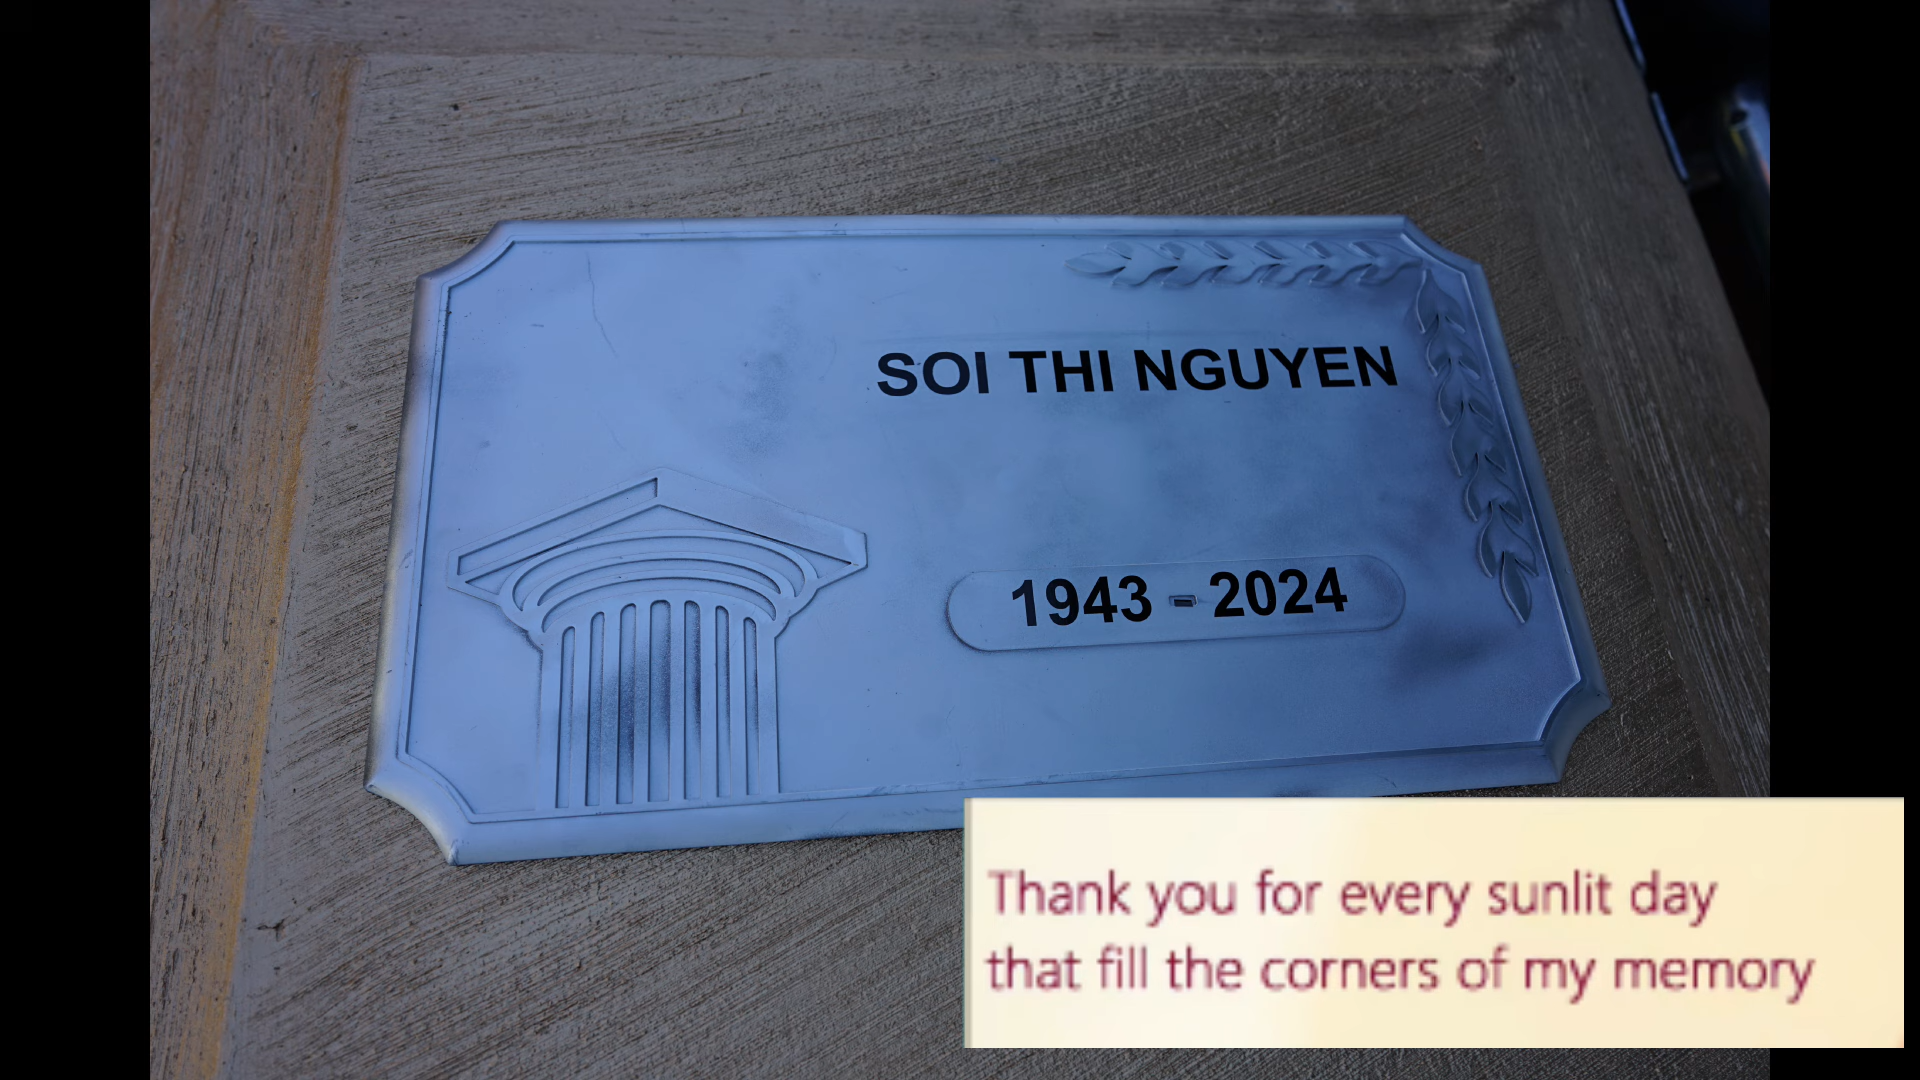 SOI THI NGUYEN
1943 - 2024
Thank you for every sunlit day
that fill the corners of my memory